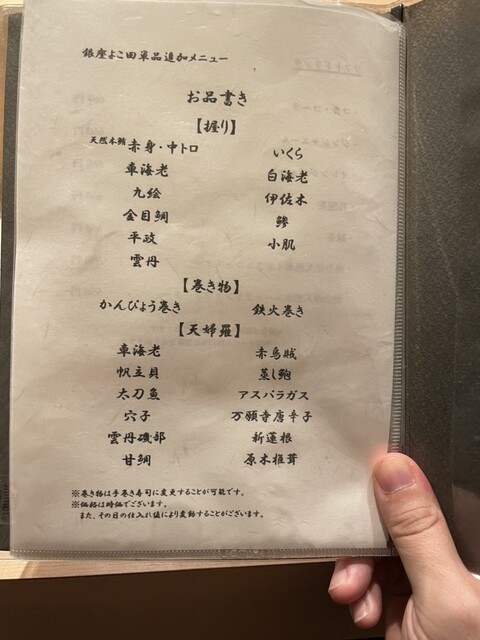 銀座よこ田単品追加メニュー
お品書き
【握り】
天然本鮪 赤身・中トロ いくら
車海老 白海老
九絵 伊佐木
金目鯛 鯵
平政 小肌
雲丹
【巻き物】
かんぴょう巻き 鉄火巻き
【天婦羅】
車海老 赤烏賊
帆立貝 蒸し鮑
太刀魚 アスパラガス
穴子 万願寺唐辛子
雲丹磯部 新蓮根
甘鯛 原木椎茸
※巻き物は手巻き寿司に変更することが可能です。
※価格は時価でございます。
また、その日の仕入れ値により変動することがございます。